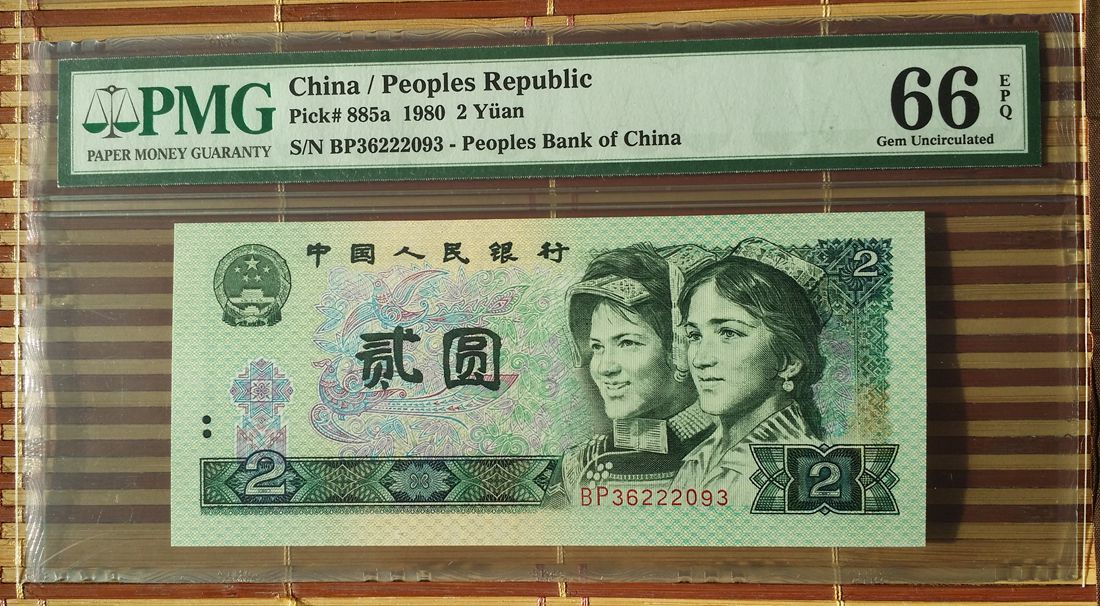 PMG
PAPER MONEY GUARANTY
China / Peoples Republic
Pick# 885a 1980 2 Yüan
S/N BP36222093 - Peoples Bank of China
66
EPQ
Gem Uncirculated
中国人民银行
2
贰圆
2
BP36222093
2